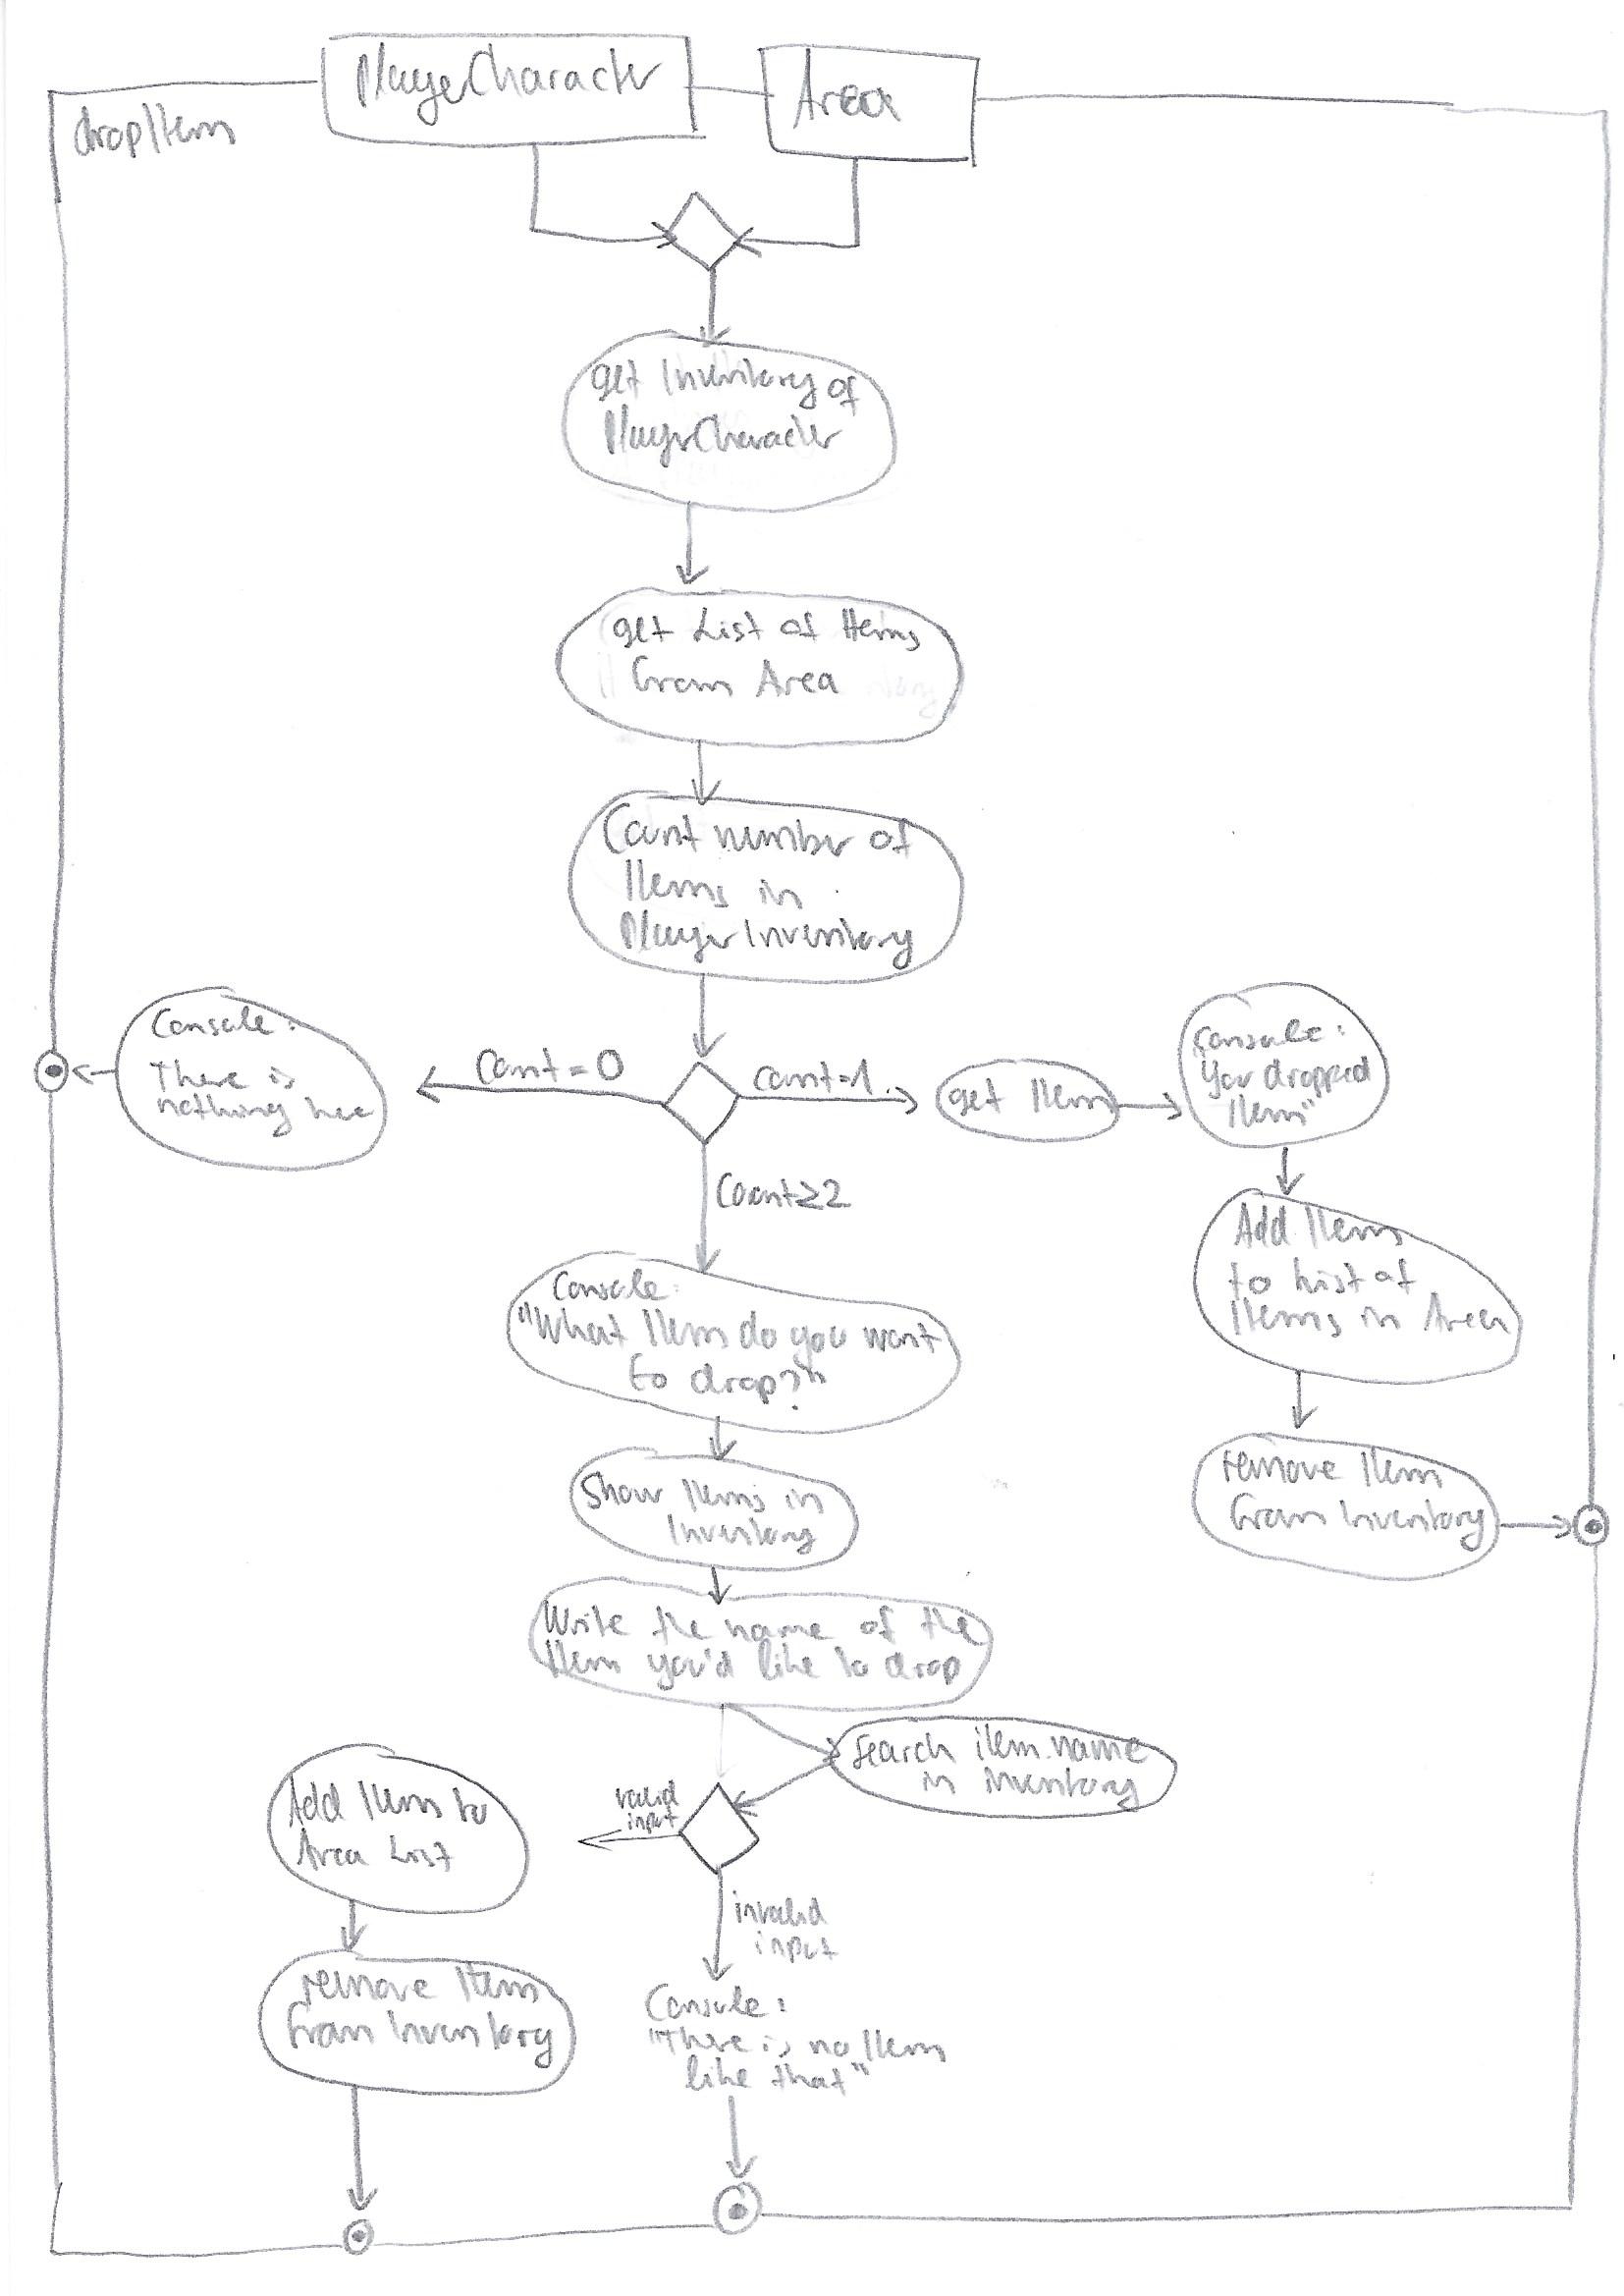 PlayerCharacter
Area
dropItem
get Inventory of
PlayerCharacter
get List of Items
from Area
Count number of
Items in
PlayerInventory
Console:
There is
nothing here
Count = 0
count=1
get Item
Console:
"You dropped
Item"
Count≥2
Add Item
to List of
Items in Area
Console:
"What Item do you want
to drop?"
remove Item
from Inventory
Show Items in
Inventory
Write the name of the
Item you'd like to drop
Search item name
in inventory
Add Item to
Area List
valid
input
invalid
input
remove Item
from Inventory
Console:
"There is no Item
like that"